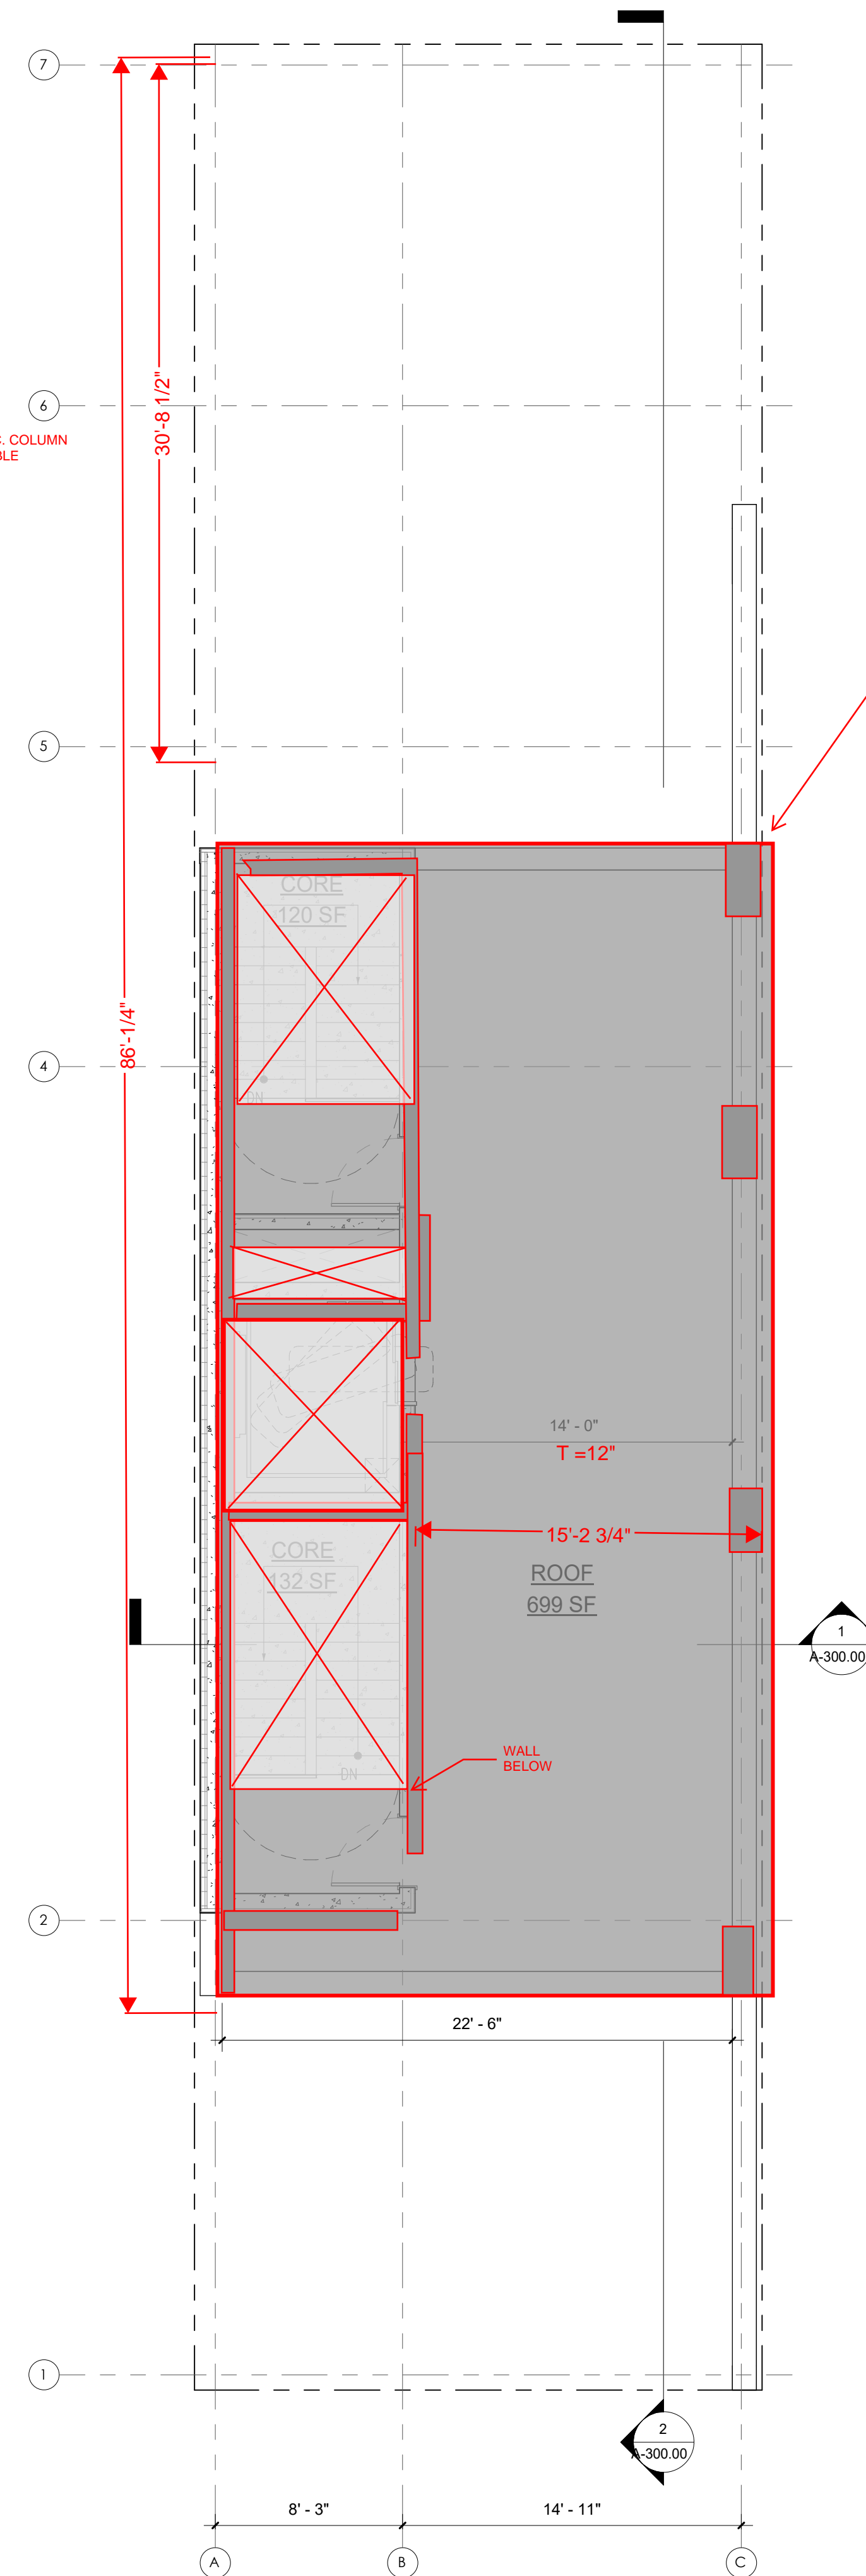 7
6
C. COLUMN
BLE
30'-8 1/2"
5
CORE
120 SF
86'-1/4"
4
DN
14' - 0"
T =12"
15'-2 3/4"
CORE
132 SF
ROOF
699 SF
1
A-300.00
WALL
BELOW
DN
2
22' - 6"
1
2
A-300.00
8' - 3"
14' - 11"
A
B
C